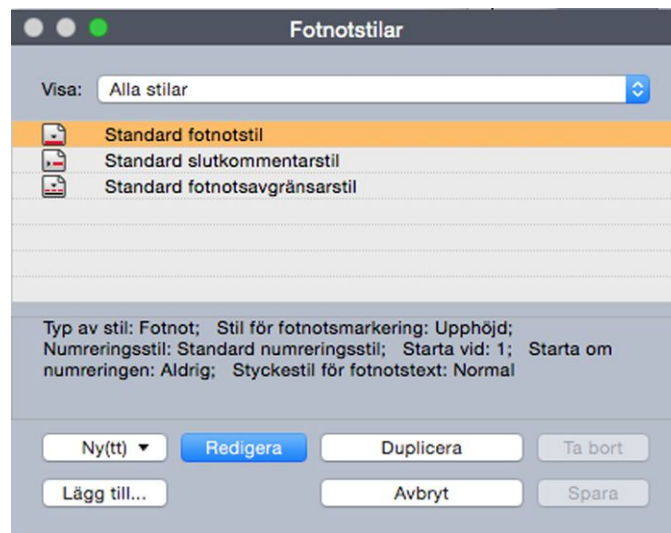 Fotnotstilar
Visa: Alla stilar
Standard fotnotstil
Standard slutkommentarstil
Standard fotnotsavgränsarstil
Typ av stil: Fotnot; Stil för fotnotsmarkering: Upphöjd;
Numreringsstil: Standard numreringsstil; Starta vid: 1; Starta om
numreringen: Aldrig; Styckestil för fotnotstext: Normal
Ny(tt) Redigera Duplicera Ta bort
Lägg till... Avbryt Spara